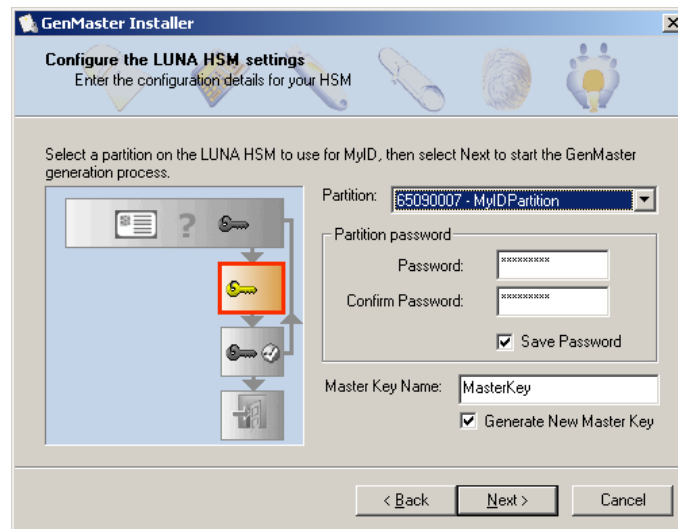 GenMaster Installer
Configure the LUNA HSM settings
Enter the configuration details for your HSM
Select a partition on the LUNA HSM to use for MyID, then select Next to start the GenMaster
generation process.
Partition: 65090007 - MyIDPartition
Partition password
Password: *********
Confirm Password: *********
Save Password
Master Key Name: MasterKey
Generate New Master Key
< Back Next > Cancel